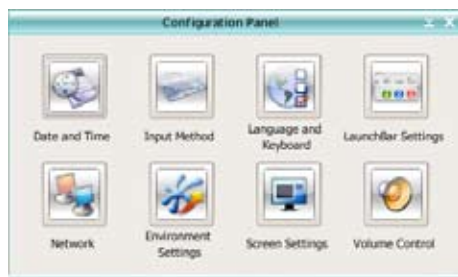 Configuration Panel
Date and Time
Input Method
Language and
Keyboard
LaunchBar Settings
Network
Environment
Settings
Screen Settings
Volume Control